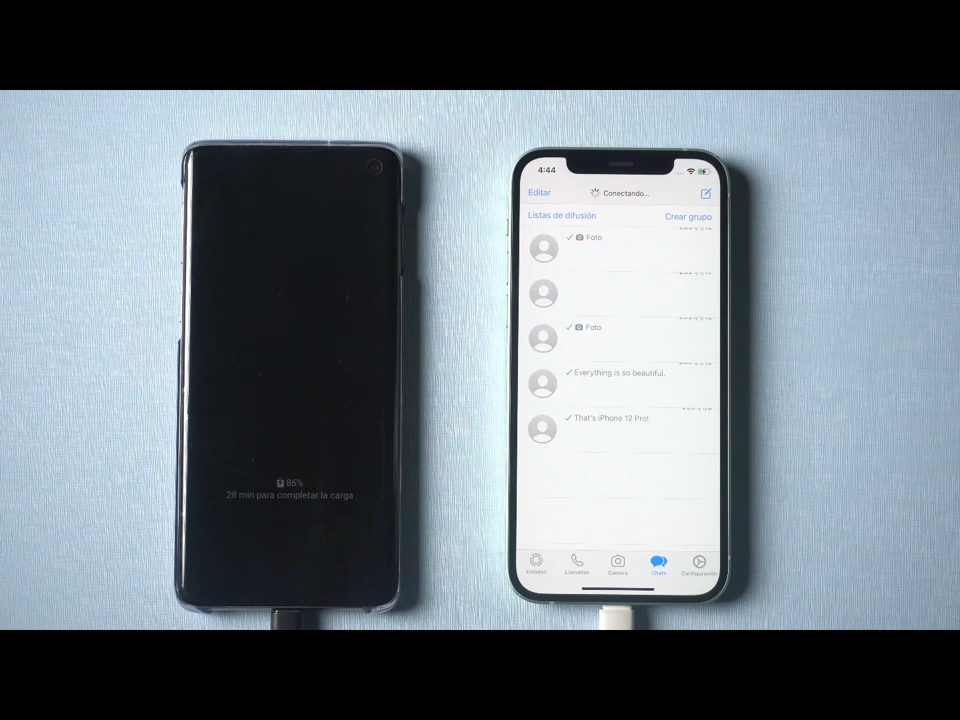 86%
28 min para completar la carga
4:44
Editar
Conectando...
Listas de difusión
Crear grupo
Foto
Foto
Everything is so beautiful.
That's iPhone 12 Pro!
Estados
Llamadas
Cámara
Chats
Configuración